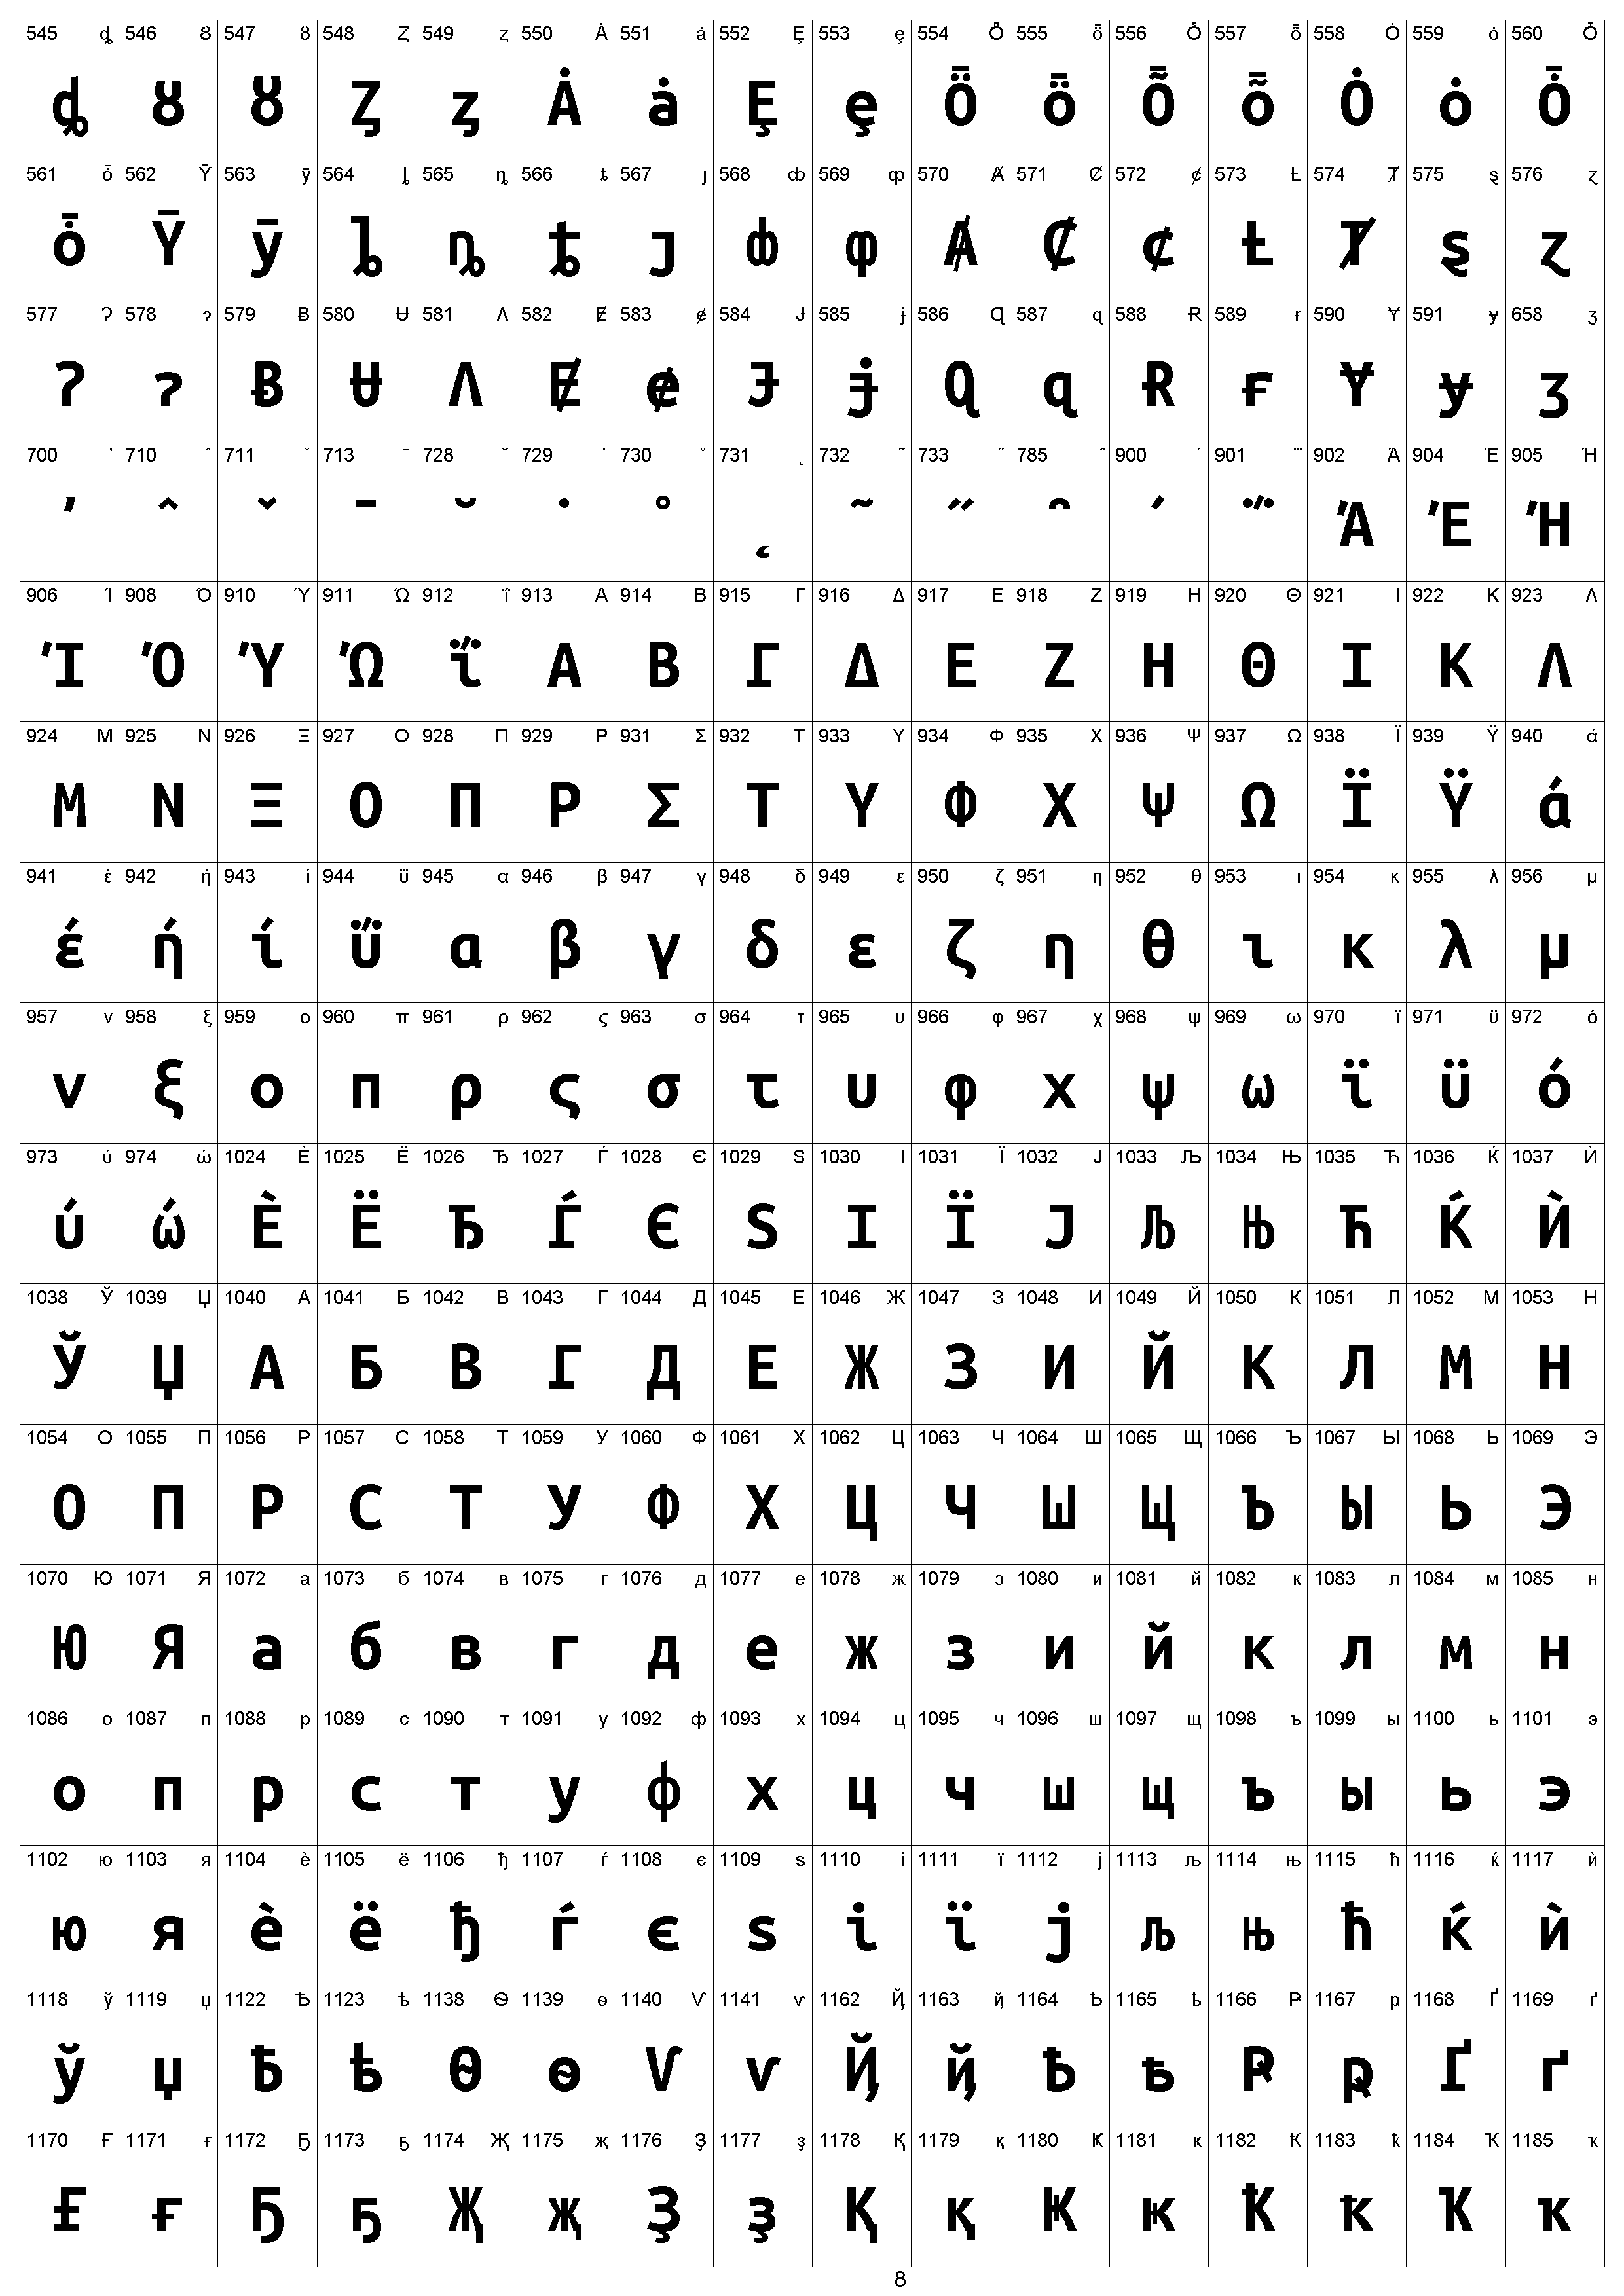 545 ȡ 546 Ȣ 547 ȣ 548 Ȥ 549 ȥ 550 Ȧ 551 ȧ 552 Ȩ 553 ȩ 554 Ȫ 555 ȫ 556 Ȭ 557 ȭ 558 Ȯ 559 ȯ 560 Ȱ
ȡ Ȣ ȣ Ȥ ȥ Ȧ ȧ Ȩ ȩ Ȫ ȫ Ȭ ȭ Ȯ ȯ Ȱ
561 ȱ 562 Ȳ 563 ȳ 564 ȴ 565 ȵ 566 ȶ 567 ȷ 568 ȸ 569 ȹ 570 Ⱥ 571 Ȼ 572 ȼ 573 Ƚ 574 Ⱦ 575 ȿ 576 ɀ
ȱ Ȳ ȳ ȴ ȵ ȶ ȷ ȸ ȹ Ⱥ Ȼ ȼ Ƚ Ⱦ ȿ ɀ
577 Ɂ 578 ɂ 579 Ƀ 580 Ʉ 581 Ʌ 582 Ɇ 583 ɇ 584 Ɉ 585 ɉ 586 Ɋ 587 ɋ 588 Ɍ 589 ɍ 590 Ɏ 591 ɏ 658 ʒ
Ɂ ɂ Ƀ Ʉ Ʌ Ɇ ɇ Ɉ ɉ Ɋ ɋ Ɍ ɍ Ɏ ɏ ʒ
700 ʼ 710 ˆ 711 ˇ 713 ˉ 728 ˘ 729 ˙ 730 ˚ 731 ˛ 732 ˜ 733 ˝ 785 ̑ 900 ΄ 901 ΅ 902 Ά 904 Έ 905 Ή
ʼ ˆ ˇ ˉ ˘ ˙ ˚ ˛ ˜ ˝ ̑ ΄ ΅ Ά Έ Ή
906 Ί 908 Ό 910 Ύ 911 Ώ 912 ΐ 913 Α 914 Β 915 Γ 916 Δ 917 Ε 918 Ζ 919 Η 920 Θ 921 Ι 922 Κ 923 Λ
Ί Ό Ύ Ώ ΐ Α Β Γ Δ Ε Ζ Η Θ Ι Κ Λ
924 Μ 925 Ν 926 Ξ 927 Ο 928 Π 929 Ρ 931 Σ 932 Τ 933 Υ 934 Φ 935 Χ 936 Ψ 937 Ω 938 Ϊ 939 Ϋ 940 ά
Μ Ν Ξ Ο Π Ρ Σ Τ Υ Φ Χ Ψ Ω Ϊ Ϋ ά
941 έ 942 ή 943 ί 944 ΰ 945 α 946 β 947 γ 948 δ 949 ε 950 ζ 951 η 952 θ 953 ι 954 κ 955 λ 956 μ
έ ή ί ΰ α β γ δ ε ζ η θ ι κ λ μ
957 ν 958 ξ 959 ο 960 π 961 ρ 962 ς 963 σ 964 τ 965 υ 966 φ 967 χ 968 ψ 969 ω 970 ϊ 971 ϋ 972 ό
ν ξ ο π ρ ς σ τ υ φ χ ψ ω ϊ ϋ ό
973 ύ 974 ώ 1024 Ѐ 1025 Ё 1026 Ђ 1027 Ѓ 1028 Є 1029 Ѕ 1030 І 1031 Ї 1032 Ј 1033 Љ 1034 Њ 1035 Ћ 1036 Ќ 1037 Ѝ
ύ ώ Ѐ Ё Ђ Ѓ Є Ѕ І Ї Ј Љ Њ Ћ Ќ Ѝ
1038 Ў 1039 Џ 1040 А 1041 Б 1042 В 1043 Г 1044 Д 1045 Е 1046 Ж 1047 З 1048 И 1049 Й 1050 К 1051 Л 1052 М 1053 Н
Ў Џ А Б В Г Д Е Ж З И Й К Л М Н
1054 О 1055 П 1056 Р 1057 С 1058 Т 1059 У 1060 Ф 1061 Х 1062 Ц 1063 Ч 1064 Ш 1065 Щ 1066 Ъ 1067 Ы 1068 Ь 1069 Э
О П Р С Т У Ф Х Ц Ч Ш Щ Ъ Ы Ь Э
1070 Ю 1071 Я 1072 а 1073 б 1074 в 1075 г 1076 д 1077 е 1078 ж 1079 з 1080 и 1081 й 1082 к 1083 л 1084 м 1085 н
Ю Я а б в г д е ж з и й к л м н
1086 о 1087 п 1088 р 1089 с 1090 т 1091 у 1092 ф 1093 х 1094 ц 1095 ч 1096 ш 1097 щ 1098 ъ 1099 ы 1100 ь 1101 э
о п р с т у ф х ц ч ш щ ъ ы ь э
1102 ю 1103 я 1104 ѐ 1105 ё 1106 ђ 1107 ѓ 1108 є 1109 ѕ 1110 і 1111 ї 1112 ј 1113 љ 1114 њ 1115 ћ 1116 ќ 1117 ѝ
ю я ѐ ё ђ ѓ є ѕ і ї ј љ њ ћ ќ ѝ
1118 ў 1119 џ 1122 Ѣ 1123 ѣ 1138 Ѳ 1139 ѳ 1140 Ѵ 1141 ѵ 1162 Ҋ 1163 ҋ 1164 Ҍ 1165 ҍ 1166 Ҏ 1167 ҏ 1168 Ґ 1169 ґ
ў џ Ѣ ѣ Ѳ ѳ Ѵ ѵ Ҋ ҋ Ҍ ҍ Ҏ ҏ Ґ ґ
1170 Ғ 1171 ғ 1172 Ҕ 1173 ҕ 1174 Җ 1175 җ 1176 Ҙ 1177 ҙ 1178 Қ 1179 қ 1180 Ҝ 1181 ҝ 1182 Ҟ 1183 ҟ 1184 Ҡ 1185 ҡ
Ғ ғ Ҕ ҕ Җ җ Ҙ ҙ Қ қ Ҝ ҝ Ҟ ҟ Ҡ ҡ
8